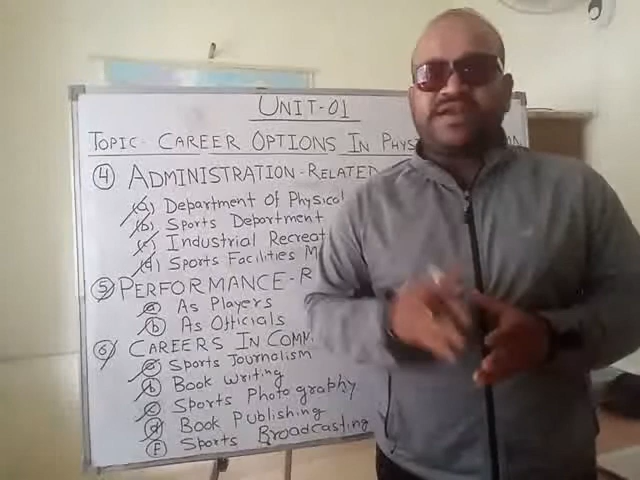 UNIT-01
TOPIC- CAREER OPTIONS IN PHYS
④ ADMINISTRATION-RELATED
(a) Department Of Physical
(b) Sports Department
(c) Industrial Recreat
(d) Sports Facilities M
⑤ PERFORMANCE-R
ⓐ As Players
ⓑ As Officials
⑥ CAREERS IN COMM
ⓐ Sports Journalism
ⓑ Book Writing
ⓒ Sports Photography
ⓓ Book Publishing
Ⓕ Sports Broadcasting